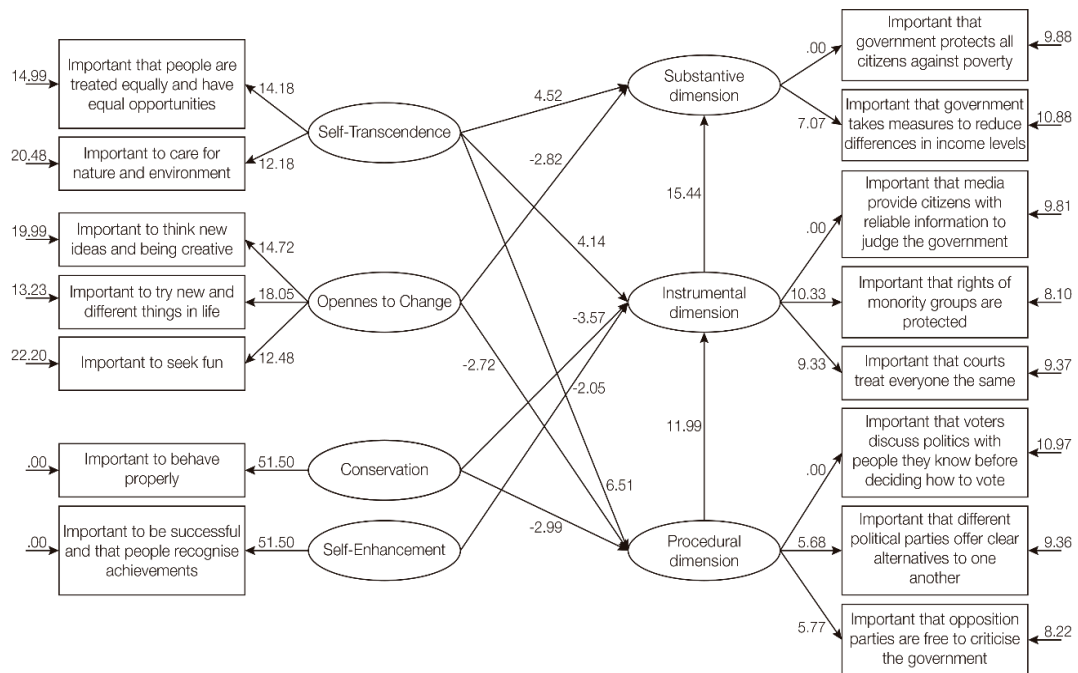 14.99
Important that people are
treated equally and have
equal opportunities
14.18
20.48
Important to care for
nature and environment
12.18
Self-Transcendence
19.99
Important to think new
ideas and being creative
14.72
13.23
Important to try new and
different things in life
18.05
22.20
Important to seek fun
12.48
Opennes to Change
.00
Important to behave
properly
51.50
Conservation
.00
Important to be successful
and that people recognise
achievements
51.50
Self-Enhancement
4.52
-2.82
4.14
-3.57
-2.72
-2.05
6.51
-2.99
Substantive
dimension
15.44
Instrumental
dimension
11.99
Procedural
dimension
.00
Important that
government protects all
citizens against poverty
9.88
7.07
Important that government
takes measures to reduce
differences in income levels
10.88
.00
Important that media
provide citizens with
reliable information to
judge the government
9.81
10.33
Important that rights of
monority groups are
protected
8.10
9.33
Important that courts
treat everyone the same
9.37
.00
Important that voters
discuss politics with
people they know before
deciding how to vote
10.97
5.68
Important that different
political parties offer clear
alternatives to one
another
9.36
5.77
Important that opposition
parties are free to criticise
the government
8.22